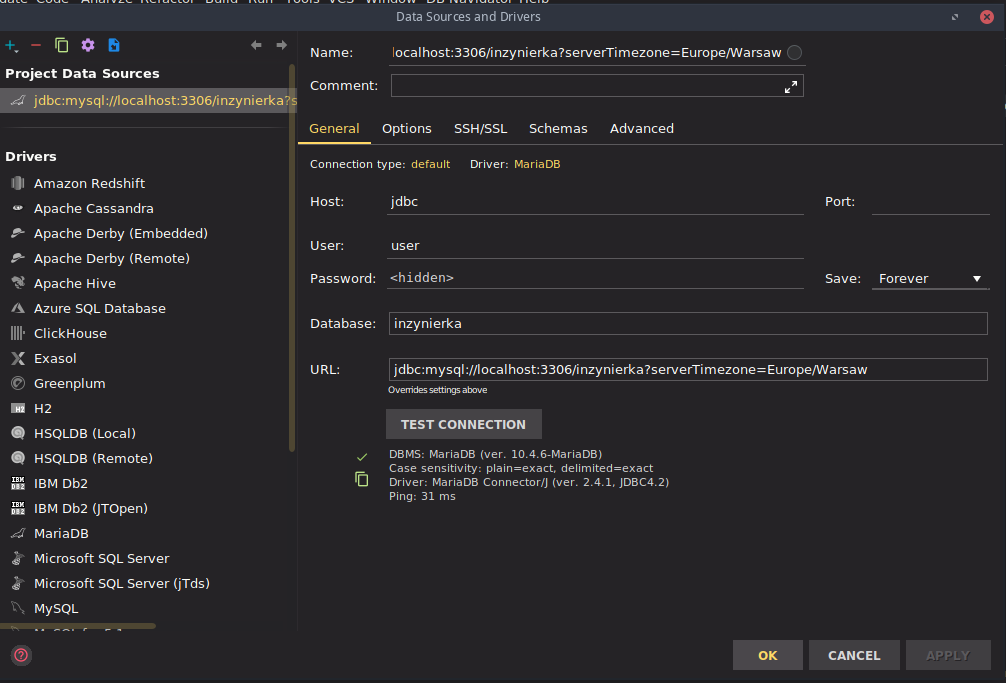 Data Sources and Drivers
Project Data Sources
jdbc:mysql://localhost:3306/inzynierka?s
Drivers
Amazon Redshift
Apache Cassandra
Apache Derby (Embedded)
Apache Derby (Remote)
Apache Hive
Azure SQL Database
ClickHouse
Exasol
Greenplum
H2
HSQLDB (Local)
HSQLDB (Remote)
IBM Db2
IBM Db2 (JTOpen)
MariaDB
Microsoft SQL Server
Microsoft SQL Server (jTds)
MySQL
Name: localhost:3306/inzynierka?serverTimezone=Europe/Warsaw
Comment:
General Options SSH/SSL Schemas Advanced
Connection type: default Driver: MariaDB
Host: jdbc Port:
User: user
Password: <hidden> Save: Forever
Database: inzynierka
URL: jdbc:mysql://localhost:3306/inzynierka?serverTimezone=Europe/Warsaw
Overrides settings above
TEST CONNECTION
DBMS: MariaDB (ver. 10.4.6-MariaDB)
Case sensitivity: plain=exact, delimited=exact
Driver: MariaDB Connector/J (ver. 2.4.1, JDBC4.2)
Ping: 31 ms
OK CANCEL APPLY